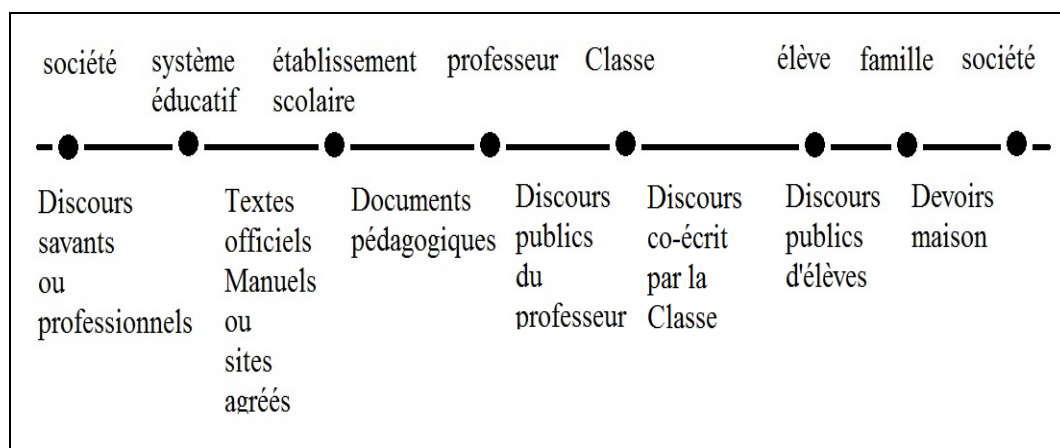 société
système
éducatif
établissement
scolaire
professeur
Classe
élève
famille
société
Discours
savants
ou
professionnels
Textes
officiels
Manuels
ou
sites
agréés
Documents
pédagogiques
Discours
publics
du
professeur
Discours
co-écrit
par la
Classe
Discours
publics
d'élèves
Devoirs
maison